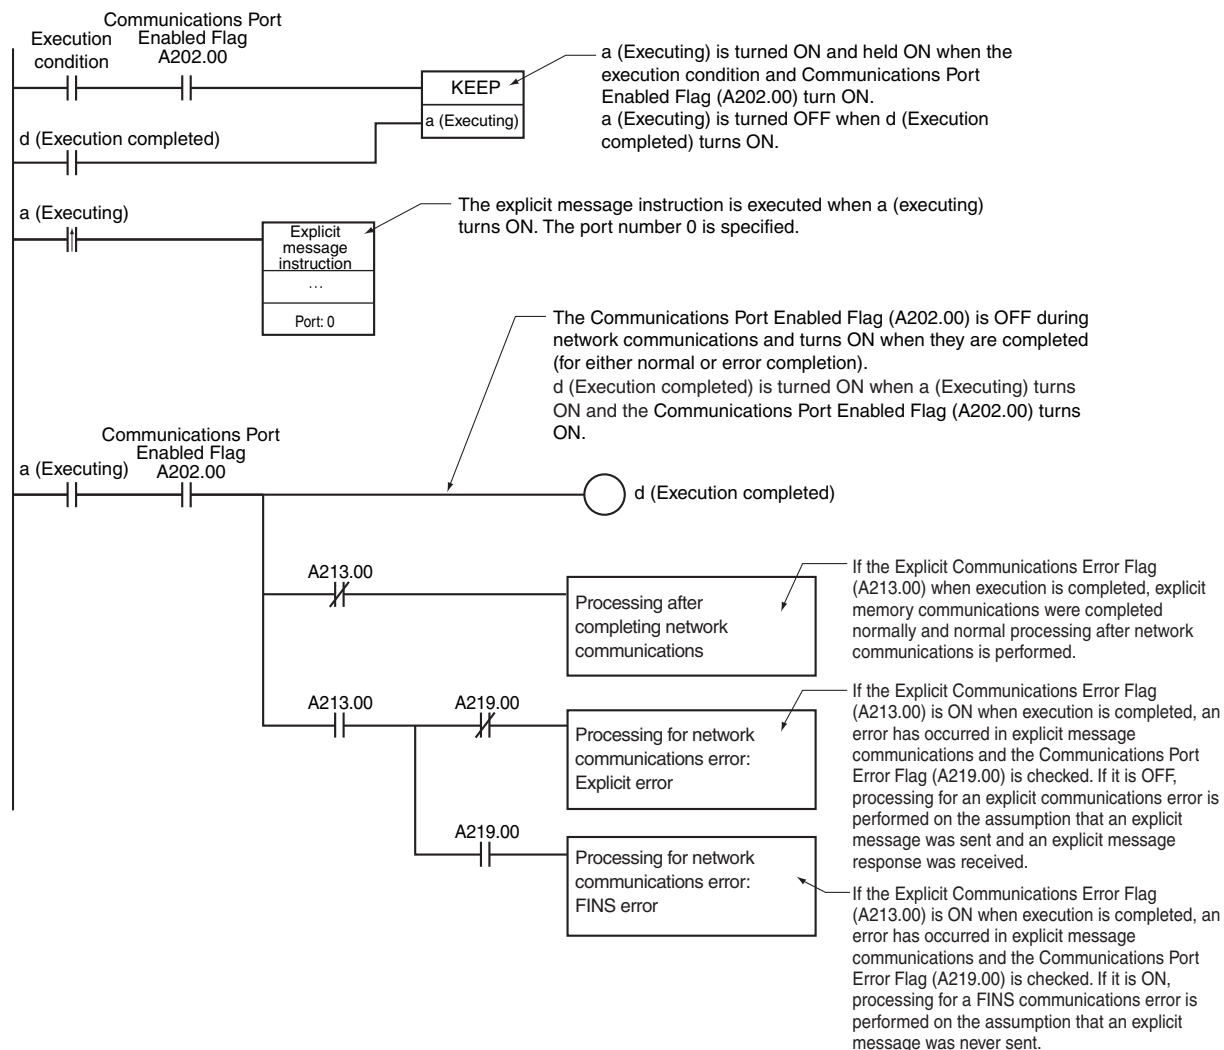 Communications Port
Enabled Flag
A202.00
Execution
condition
KEEP
a (Executing)
a (Executing) is turned ON and held ON when the
execution condition and Communications Port
Enabled Flag (A202.00) turn ON.
a (Executing) is turned OFF when d (Execution
completed) turns ON.
d (Execution completed)
a (Executing)
Explicit
message
instruction
...
Port: 0
The explicit message instruction is executed when a (executing)
turns ON. The port number 0 is specified.
The Communications Port Enabled Flag (A202.00) is OFF during
network communications and turns ON when they are completed
(for either normal or error completion).
d (Execution completed) is turned ON when a (Executing) turns
ON and the Communications Port Enabled Flag (A202.00) turns
ON.
Communications Port
Enabled Flag
A202.00
a (Executing)
d (Execution completed)
A213.00
Processing after
completing network
communications
If the Explicit Communications Error Flag
(A213.00) when execution is completed, explicit
memory communications were completed
normally and normal processing after network
communications is performed.
A213.00
A219.00
Processing for network
communications error:
Explicit error
If the Explicit Communications Error Flag
(A213.00) is ON when execution is completed, an
error has occurred in explicit message
communications and the Communications Port
Error Flag (A219.00) is checked. If it is OFF,
processing for an explicit communications error is
performed on the assumption that an explicit
message was sent and an explicit message
response was received.
A219.00
Processing for network
communications error:
FINS error
If the Explicit Communications Error Flag
(A213.00) is ON when execution is completed, an
error has occurred in explicit message
communications and the Communications Port
Error Flag (A219.00) is checked. If it is ON,
processing for a FINS communications error is
performed on the assumption that an explicit
message was never sent.